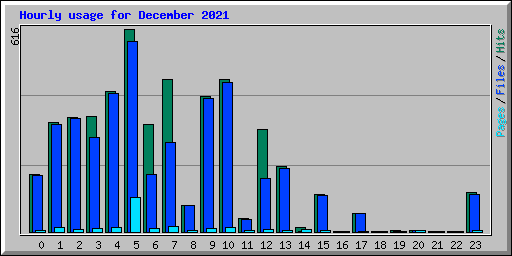 Hourly usage for December 2021
616
Pages/Files/Hits
0 1 2 3 4 5 6 7 8 9 10 11 12 13 14 15 16 17 18 19 20 21 22 23